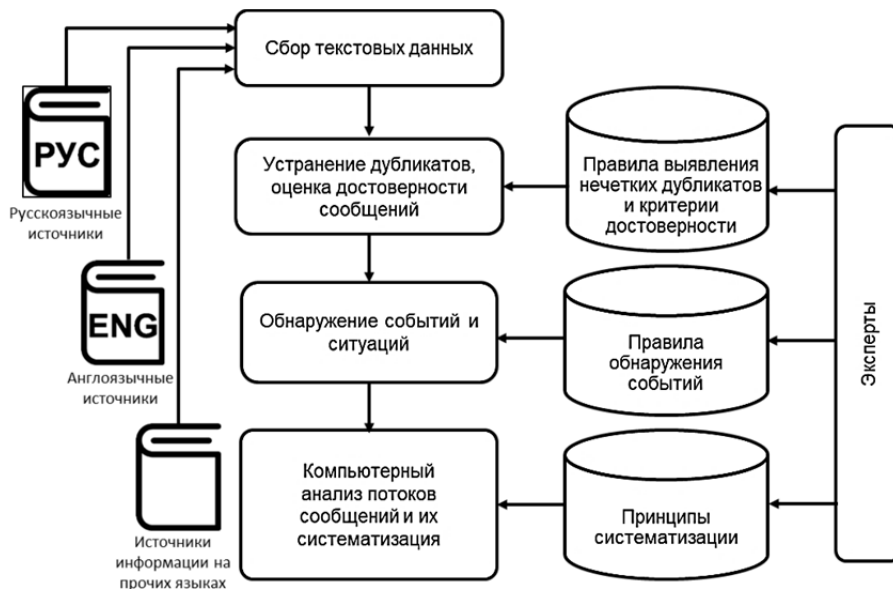 Сбор текстовых данных
РУС
Русскоязычные
источники
Устранение дубликатов,
оценка достоверности
сообщений
Правила выявления
нечетких дубликатов
и критерии
достоверности
Эксперты
ENG
Англоязычные
источники
Обнаружение событий и
ситуаций
Правила
обнаружения
событий
Источники
информации на
прочих языках
Компьютерный
анализ потоков
сообщений и их
систематизация
Принципы
систематизации